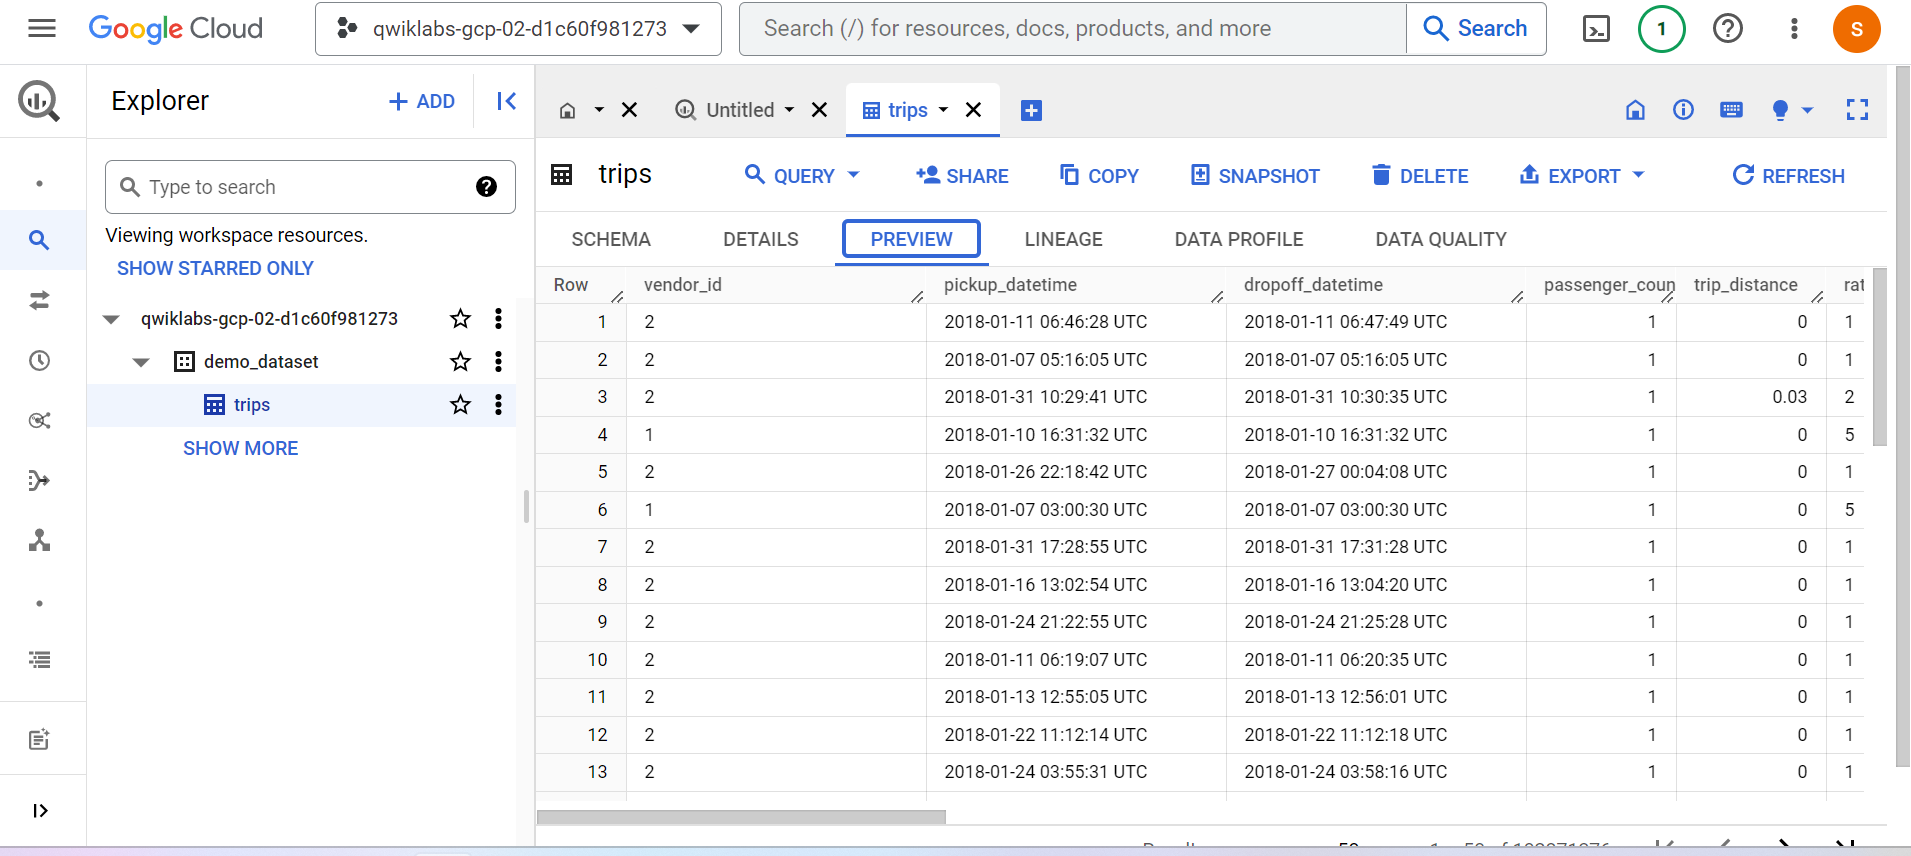 Google Cloud qwiklabs-gcp-02-d1c60f981273 Search (/) for resources, docs, products, and more Search 1 S
Explorer + ADD
Type to search
Viewing workspace resources.
SHOW STARRED ONLY
qwiklabs-gcp-02-d1c60f981273
demo_dataset
trips
SHOW MORE
Untitled trips
trips QUERY SHARE COPY SNAPSHOT DELETE EXPORT REFRESH
SCHEMA DETAILS PREVIEW LINEAGE DATA PROFILE DATA QUALITY
Row vendor_id pickup_datetime dropoff_datetime passenger_coun trip_distance rat
1 2 2018-01-11 06:46:28 UTC 2018-01-11 06:47:49 UTC 1 0 1
2 2 2018-01-07 05:16:05 UTC 2018-01-07 05:16:05 UTC 1 0 1
3 2 2018-01-31 10:29:41 UTC 2018-01-31 10:30:35 UTC 1 0.03 2
4 1 2018-01-10 16:31:32 UTC 2018-01-10 16:31:32 UTC 1 0 5
5 2 2018-01-26 22:18:42 UTC 2018-01-27 00:04:08 UTC 1 0 1
6 1 2018-01-07 03:00:30 UTC 2018-01-07 03:00:30 UTC 1 0 5
7 2 2018-01-31 17:28:55 UTC 2018-01-31 17:31:28 UTC 1 0 1
8 2 2018-01-16 13:02:54 UTC 2018-01-16 13:04:20 UTC 1 0 1
9 2 2018-01-24 21:22:55 UTC 2018-01-24 21:25:28 UTC 1 0 1
10 2 2018-01-11 06:19:07 UTC 2018-01-11 06:20:35 UTC 1 0 1
11 2 2018-01-13 12:55:05 UTC 2018-01-13 12:56:01 UTC 1 0 1
12 2 2018-01-22 11:12:14 UTC 2018-01-22 11:12:18 UTC 1 0 1
13 2 2018-01-24 03:55:31 UTC 2018-01-24 03:58:16 UTC 1 0 1